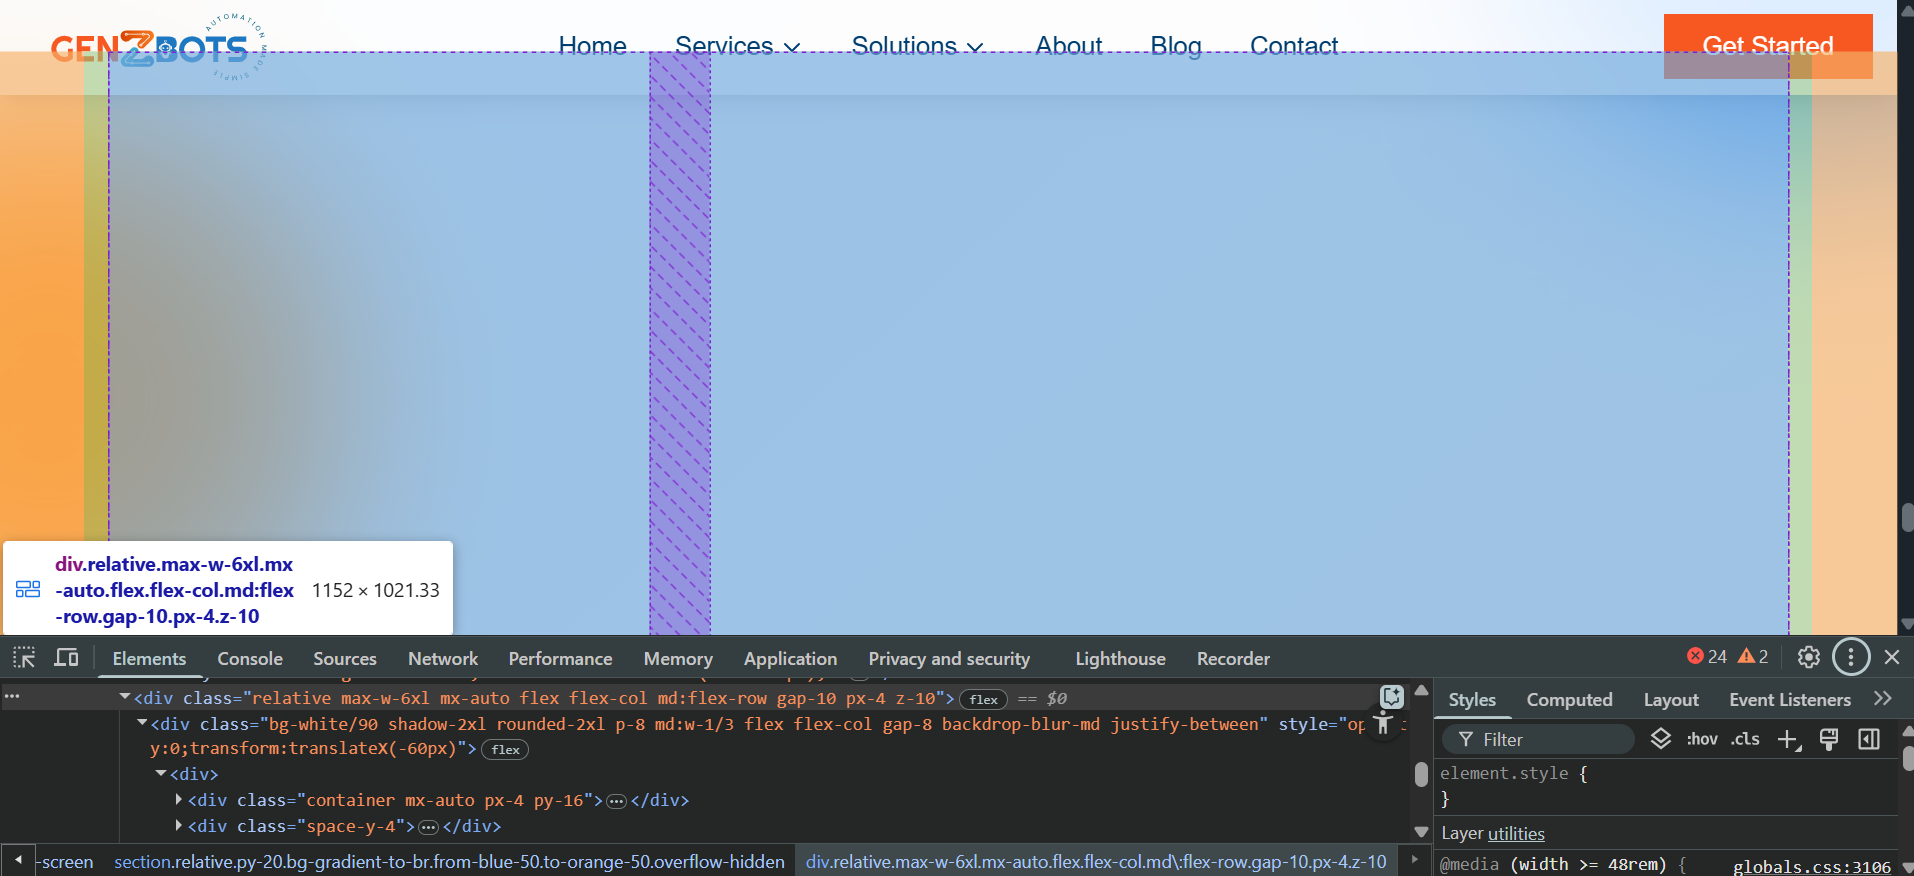 GENZBOTS
AUTOMATION MADE SIMPLE
Home
Services
Solutions
About
Blog
Contact
Get Started
div.relative.max-w-6xl.mx
-auto.flex.flex-col.md:flex
-row.gap-10.px-4.z-10
1152 × 1021.33
Elements
Console
Sources
Network
Performance
Memory
Application
Privacy and security
Lighthouse
Recorder
24
2
<div class="relative max-w-6xl mx-auto flex flex-col md:flex-row gap-10 px-4 z-10"> flex == $0
<div class="bg-white/90 shadow-2xl rounded-2xl p-8 md:w-1/3 flex flex-col gap-8 backdrop-blur-md justify-between" style="op
y:0;transform:translateX(-60px)"> flex
<div>
<div class="container mx-auto px-4 py-16"> … </div>
<div class="space-y-4"> … </div>
-screen
section.relative.py-20.bg-gradient-to-br.from-blue-50.to-orange-50.overflow-hidden
div.relative.max-w-6xl.mx-auto.flex.flex-col.md\:flex-row.gap-10.px-4.z-10
Styles
Computed
Layout
Event Listeners
Filter
:hov
.cls
element.style {
}
Layer utilities
@media (width >= 48rem) {
globals.css:3106